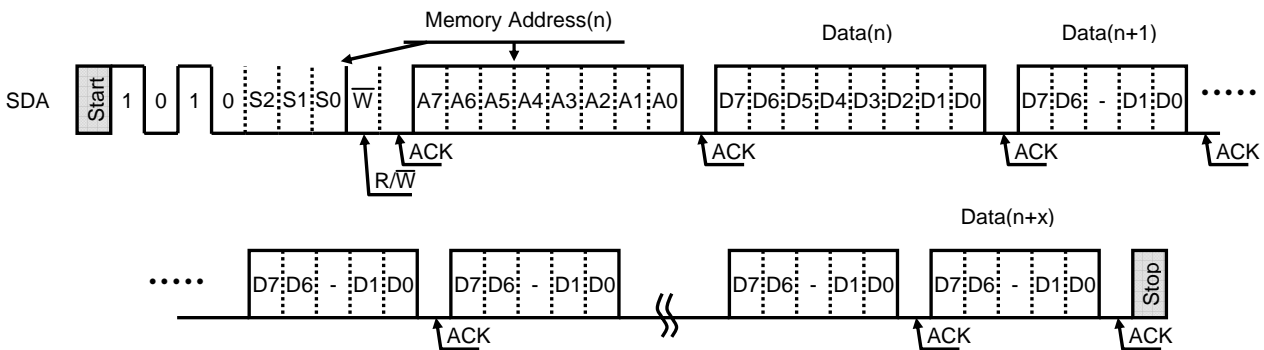 Memory Address(n)
Data(n) Data(n+1)
SDA Start 1 0 1 0 S2 S1 S0 W̅ A7 A6 A5 A4 A3 A2 A1 A0 D7 D6 D5 D4 D3 D2 D1 D0 D7 D6 - D1 D0 •••••
ACK ACK ACK ACK
R/W̅
Data(n+x)
••••• D7 D6 - D1 D0 D7 D6 - D1 D0 D7 D6 - D1 D0 D7 D6 - D1 D0 Stop
ACK ACK ACK